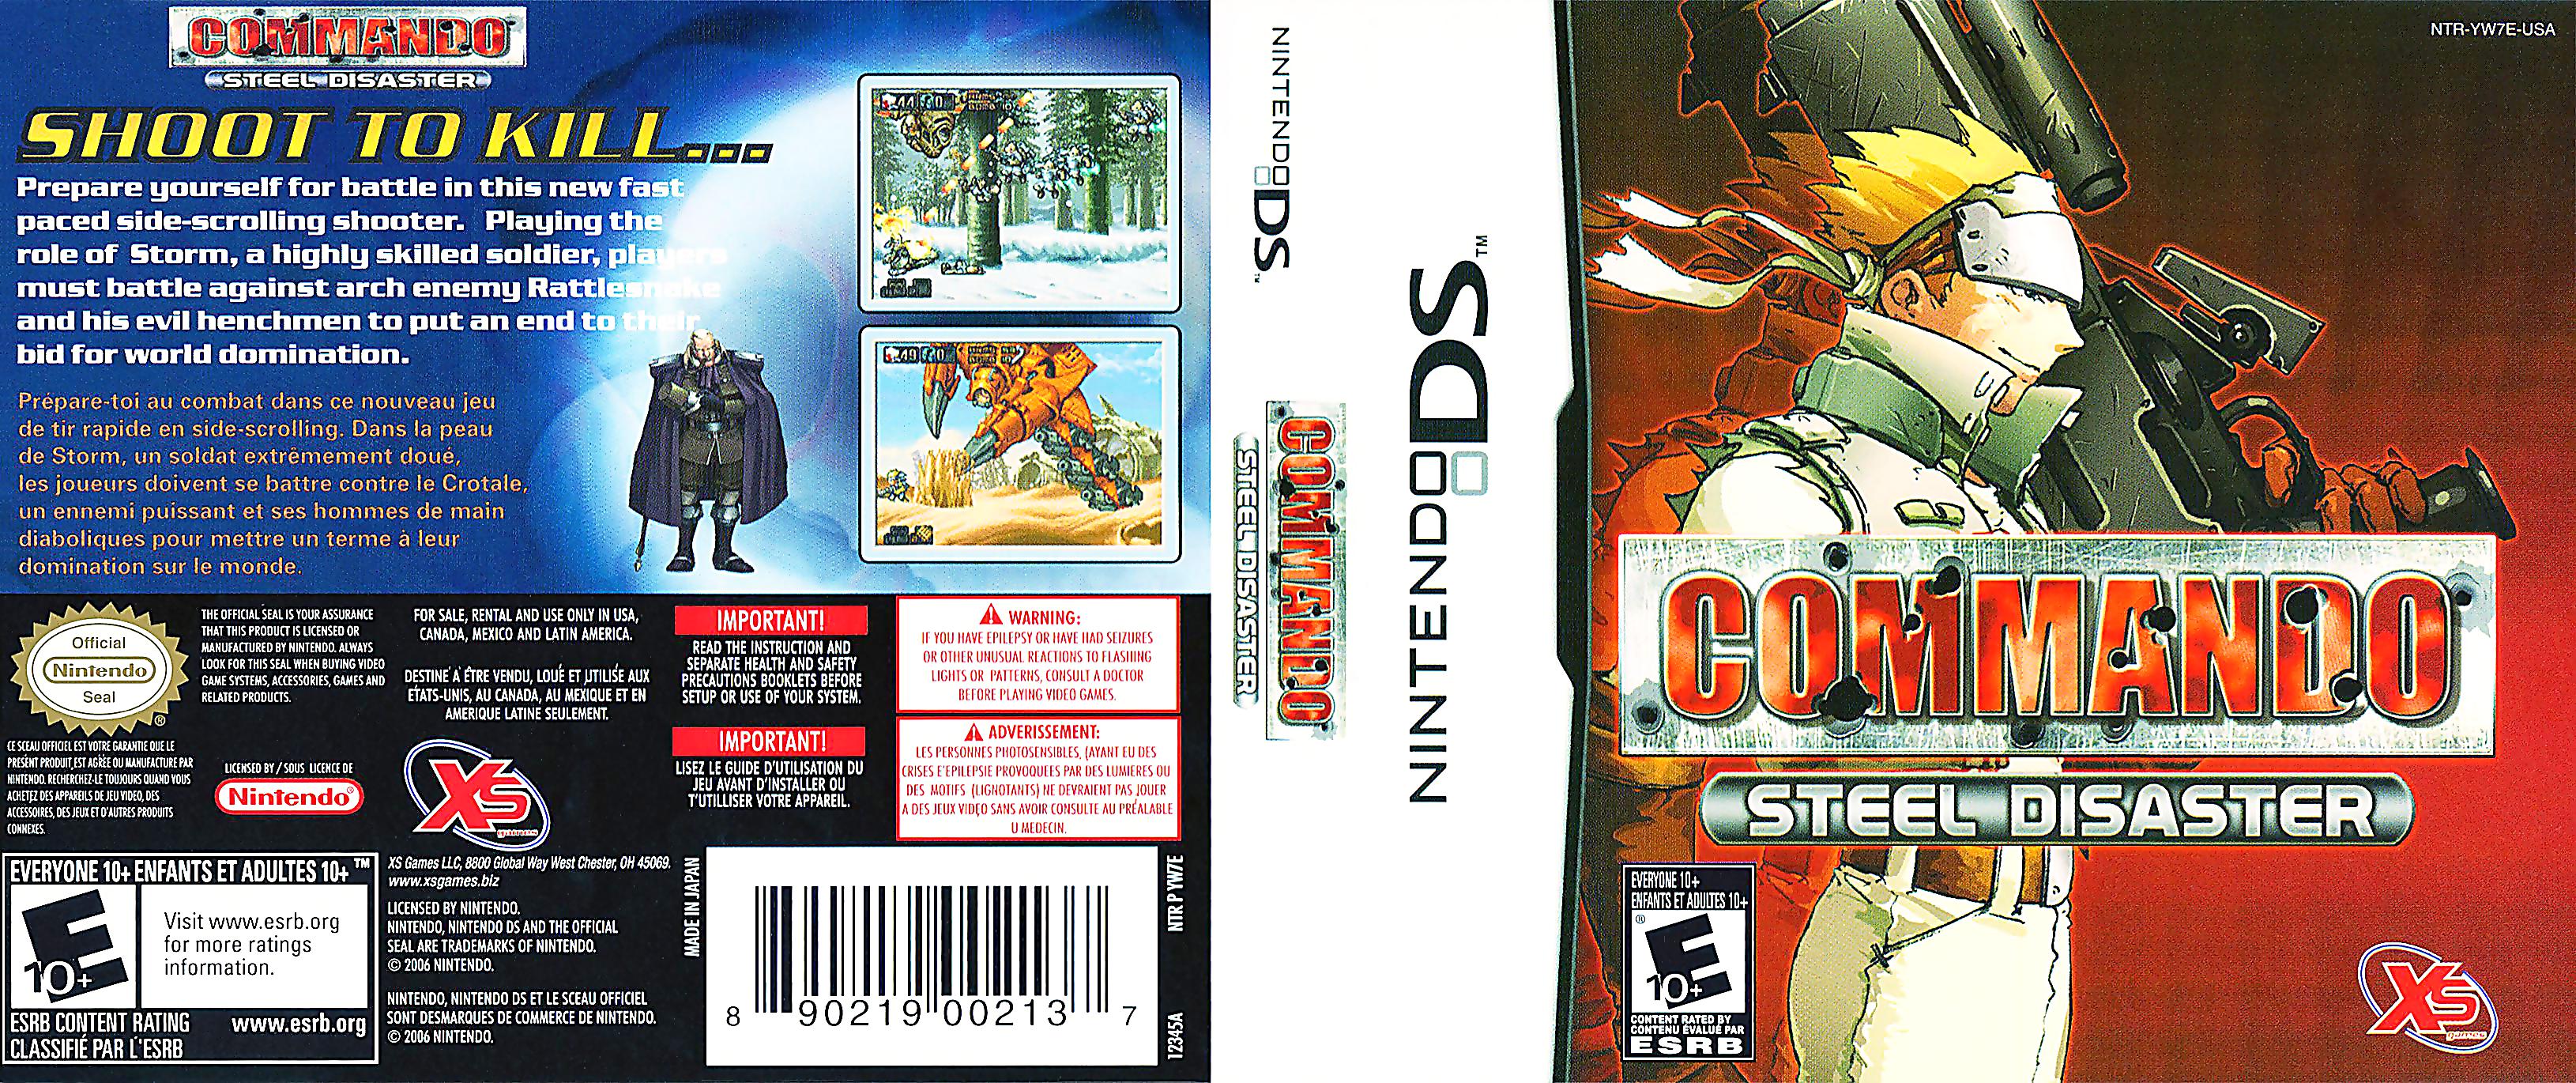 COMMANDO
STEEL DISASTER
SHOOT TO KILL...
Prepare yourself for battle in this new fast
paced side-scrolling shooter. Playing the
role of Storm, a highly skilled soldier, players
must battle against arch enemy Rattlesnake
and his evil henchmen to put an end to their
bid for world domination.
Prépare-toi au combat dans ce nouveau jeu
de tir rapide en side-scrolling. Dans la peau
de Storm, un soldat extrêmement doué,
les joueurs doivent se battre contre le Crotale,
un ennemi puissant et ses hommes de main
diaboliques pour mettre un terme à leur
domination sur le monde.
44
49
Official
Nintendo
Seal
®
THE OFFICIAL SEAL IS YOUR ASSURANCE
THAT THIS PRODUCT IS LICENSED OR
MANUFACTURED BY NINTENDO. ALWAYS
LOOK FOR THIS SEAL WHEN BUYING VIDEO
GAME SYSTEMS, ACCESSORIES, GAMES AND
RELATED PRODUCTS.
CE SCEAU OFFICIEL EST VOTRE GARANTIE QUE LE
PRESENT PRODUIT,EST AGRÉE OU MANUFACTURE PAR
NINTENDO. RECHERCHEZ-LE TOUJOURS QUAND VOUS
ACHETEZ DES APPAREILS DE JEU VIDEO, DES
ACCESSOIRES, DES JEUX ET D'AUTRES PRODUITS
CONNEXES.
LICENSED BY / SOUS LICENCE DE
Nintendo®
FOR SALE, RENTAL AND USE ONLY IN USA,
CANADA, MEXICO AND LATIN AMERICA.
DESTINÉ À ÊTRE VENDU, LOUÉ ET UTILISÉE AUX
ÉTATS-UNIS, AU CANADA, AU MEXIQUE ET EN
AMERIQUE LATINE SEULEMENT.
XS
games
IMPORTANT!
READ THE INSTRUCTION AND
SEPARATE HEALTH AND SAFETY
PRECAUTIONS BOOKLETS BEFORE
SETUP OR USE OF YOUR SYSTEM.
IMPORTANT!
LISEZ LE GUIDE D'UTILISATION DU
JEU AVANT D'INSTALLER OU
T'UTILLISER VOTRE APPAREIL.
WARNING:
IF YOU HAVE EPILEPSY OR HAVE HAD SEIZURES
OR OTHER UNUSUAL REACTIONS TO FLASHING
LIGHTS OR PATTERNS, CONSULT A DOCTOR
BEFORE PLAYING VIDEO GAMES.
ADVERISSEMENT:
LES PERSONNES PHOTOSENSIBLES, (AYANT EU DES
CRISES E'EPILEPSIE PROVOQUEES PAR DES LUMIERES OU
DES MOTIFS (LIGNOTANTS) NE DEVRAIENT PAS JOUER
A DES JEUX VIDEO SANS AVOIR CONSULTE AU PRÉALABLE
U MEDECIN.
EVERYONE 10+ ENFANTS ET ADULTES 10+™
E
10+
Visit www.esrb.org
for more ratings
information.
ESRB CONTENT RATING www.esrb.org
CLASSIFIÉ PAR L'ESRB
XS Games LLC, 8800 Global Way West Chester, OH 45069.
www.xsgames.biz
LICENSED BY NINTENDO.
NINTENDO, NINTENDO DS AND THE OFFICIAL
SEAL ARE TRADEMARKS OF NINTENDO.
© 2006 NINTENDO.
NINTENDO, NINTENDO DS ET LE SCEAU OFFICIEL
SONT DESMARQUES DE COMMERCE DE NINTENDO.
© 2006 NINTENDO.
MADE IN JAPAN
8 90219 00213 7
NTR P YW7E
12345A
NINTENDODS™
COMMANDO
STEEL DISASTER
NINTENDODS™
NTR-YW7E-USA
COMMANDO
STEEL DISASTER
EVERYONE 10+
ENFANTS ET ADULTES 10+
®
E
10+
CONTENT RATED BY
CONTENU ÉVALUÉ PAR
ESRB
XS
games